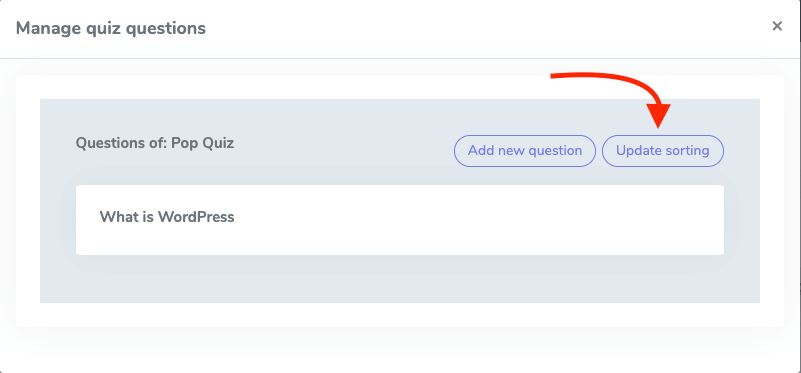 Manage quiz questions
×
Questions of: Pop Quiz
Add new question
Update sorting
What is WordPress